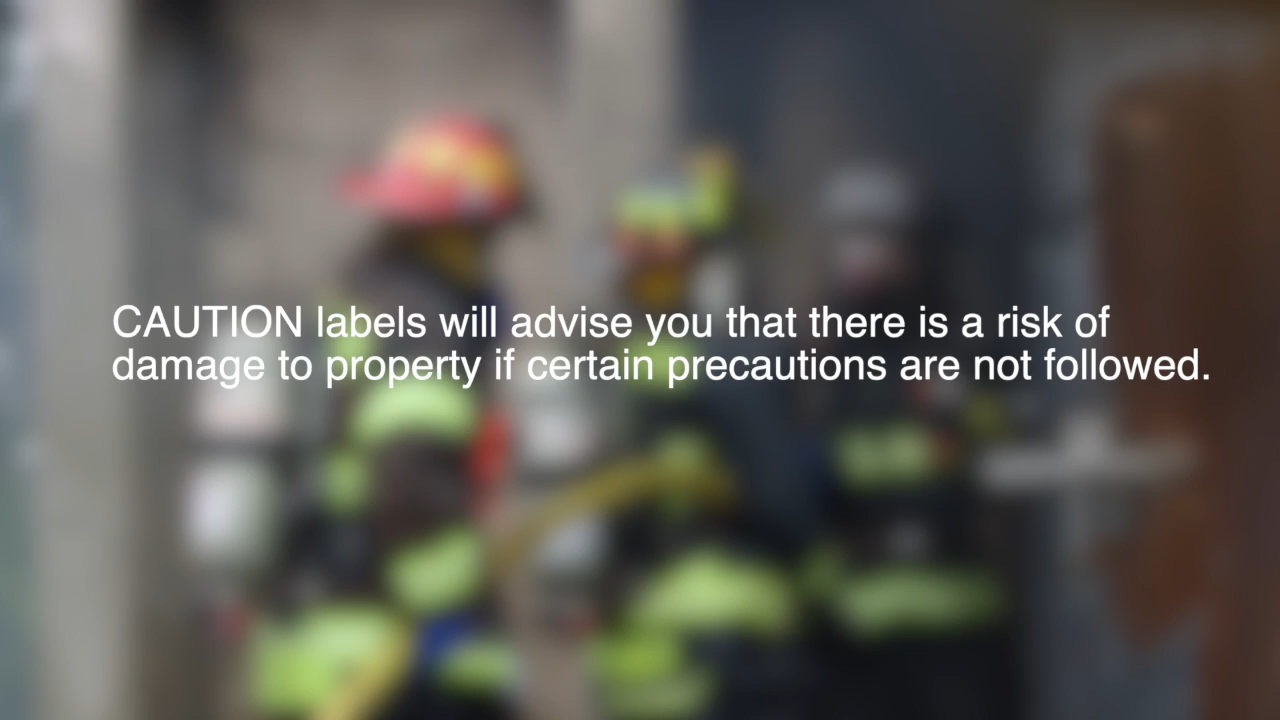 CAUTION labels will advise you that there is a risk of
damage to property if certain precautions are not followed.